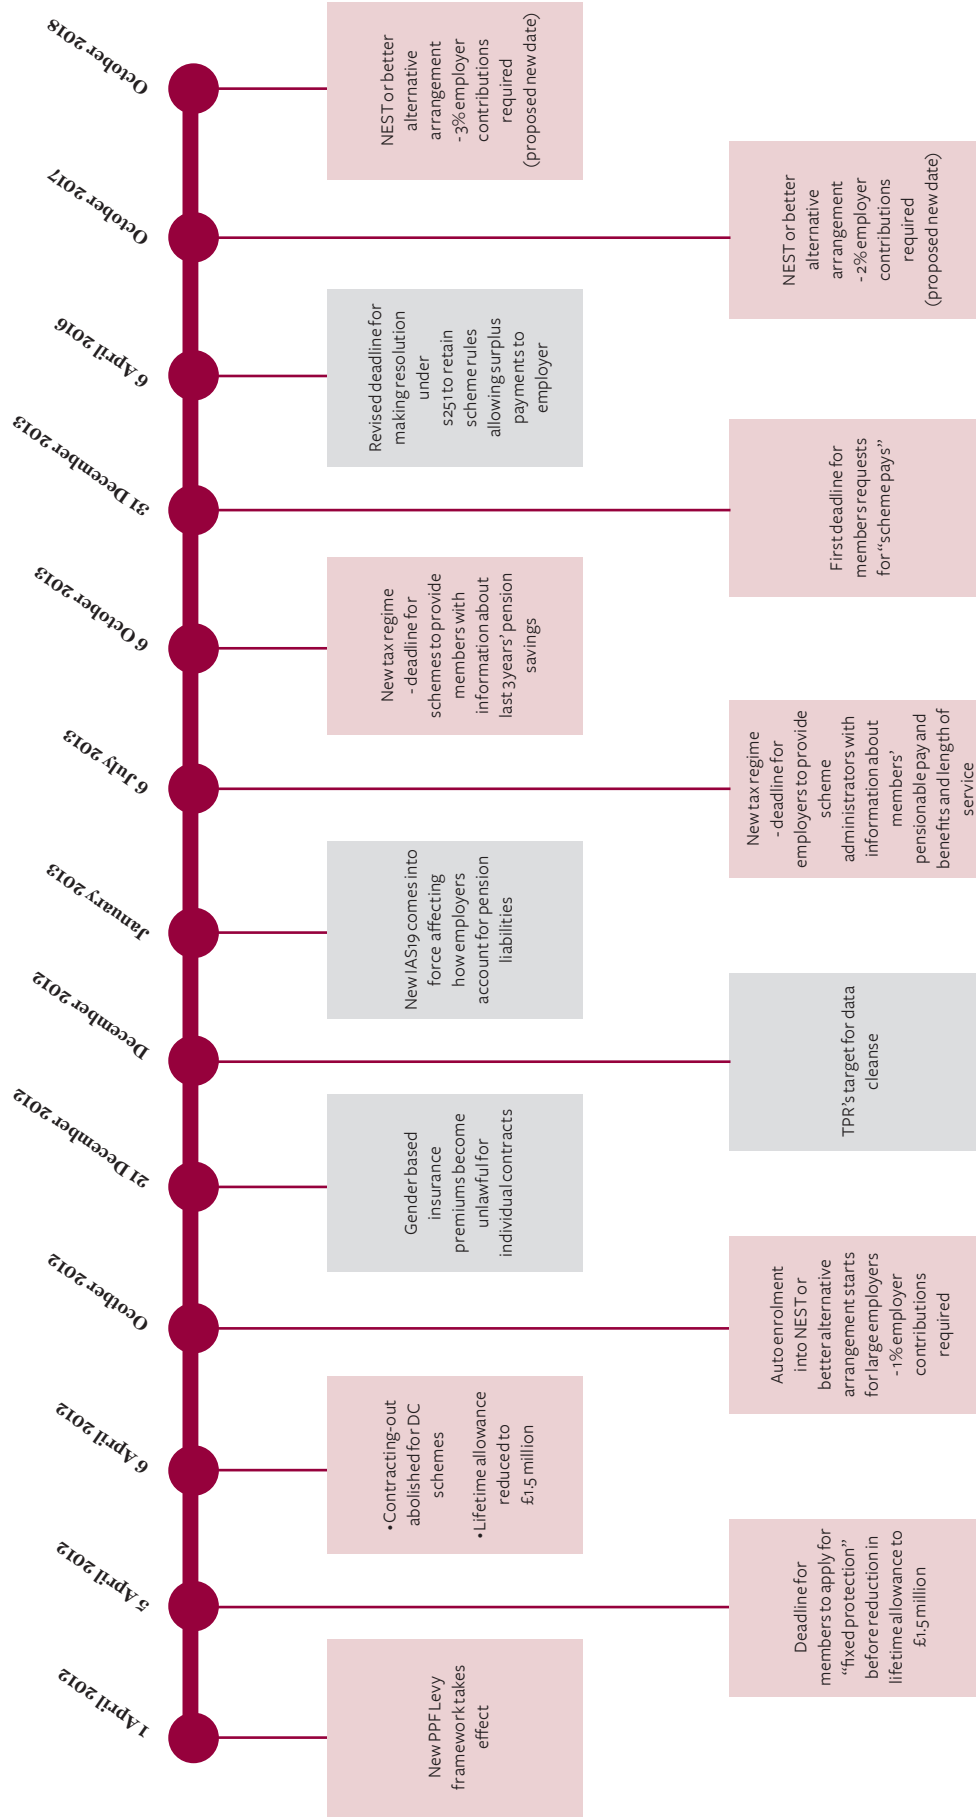 1 April 2012
New PPF Levy
framework takes
effect
5 April 2012
Deadline for
members to apply for
“fixed protection”
before reduction in
lifetime allowance to
£1.5 million
6 April 2012
•Contracting-out
abolished for DC
schemes
•Lifetime allowance
reduced to
£1.5 million
Ocotber 2012
Auto enrolment
into NEST or
better alternative
arrangement starts
for large employers
-1% employer
contributions
required
21 December 2012
Gender based
insurance
premiums become
unlawful for
individual contracts
December 2012
TPR’s target for data
cleanse
January 2013
New IAS19 comes into
force affecting
how employers
account for pension
liabilities
6 July 2013
New tax regime
- deadline for
employers to provide
scheme
administrators with
information about
members’
pensionable pay and
benefits and length of
service
6 October 2013
New tax regime
- deadline for
schemes to provide
members with
information about
last 3 years’ pension
savings
31 December 2013
First deadline for
members requests
for “scheme pays”
6 April 2016
Revised deadline for
making resolution
under
s251 to retain
scheme rules
allowing surplus
payments to
employer
October 2017
NEST or better
alternative
arrangement
-2% employer
contributions
required
(proposed new date)
October 2018
NEST or better
alternative
arrangement
-3% employer
contributions
required
(proposed new date)